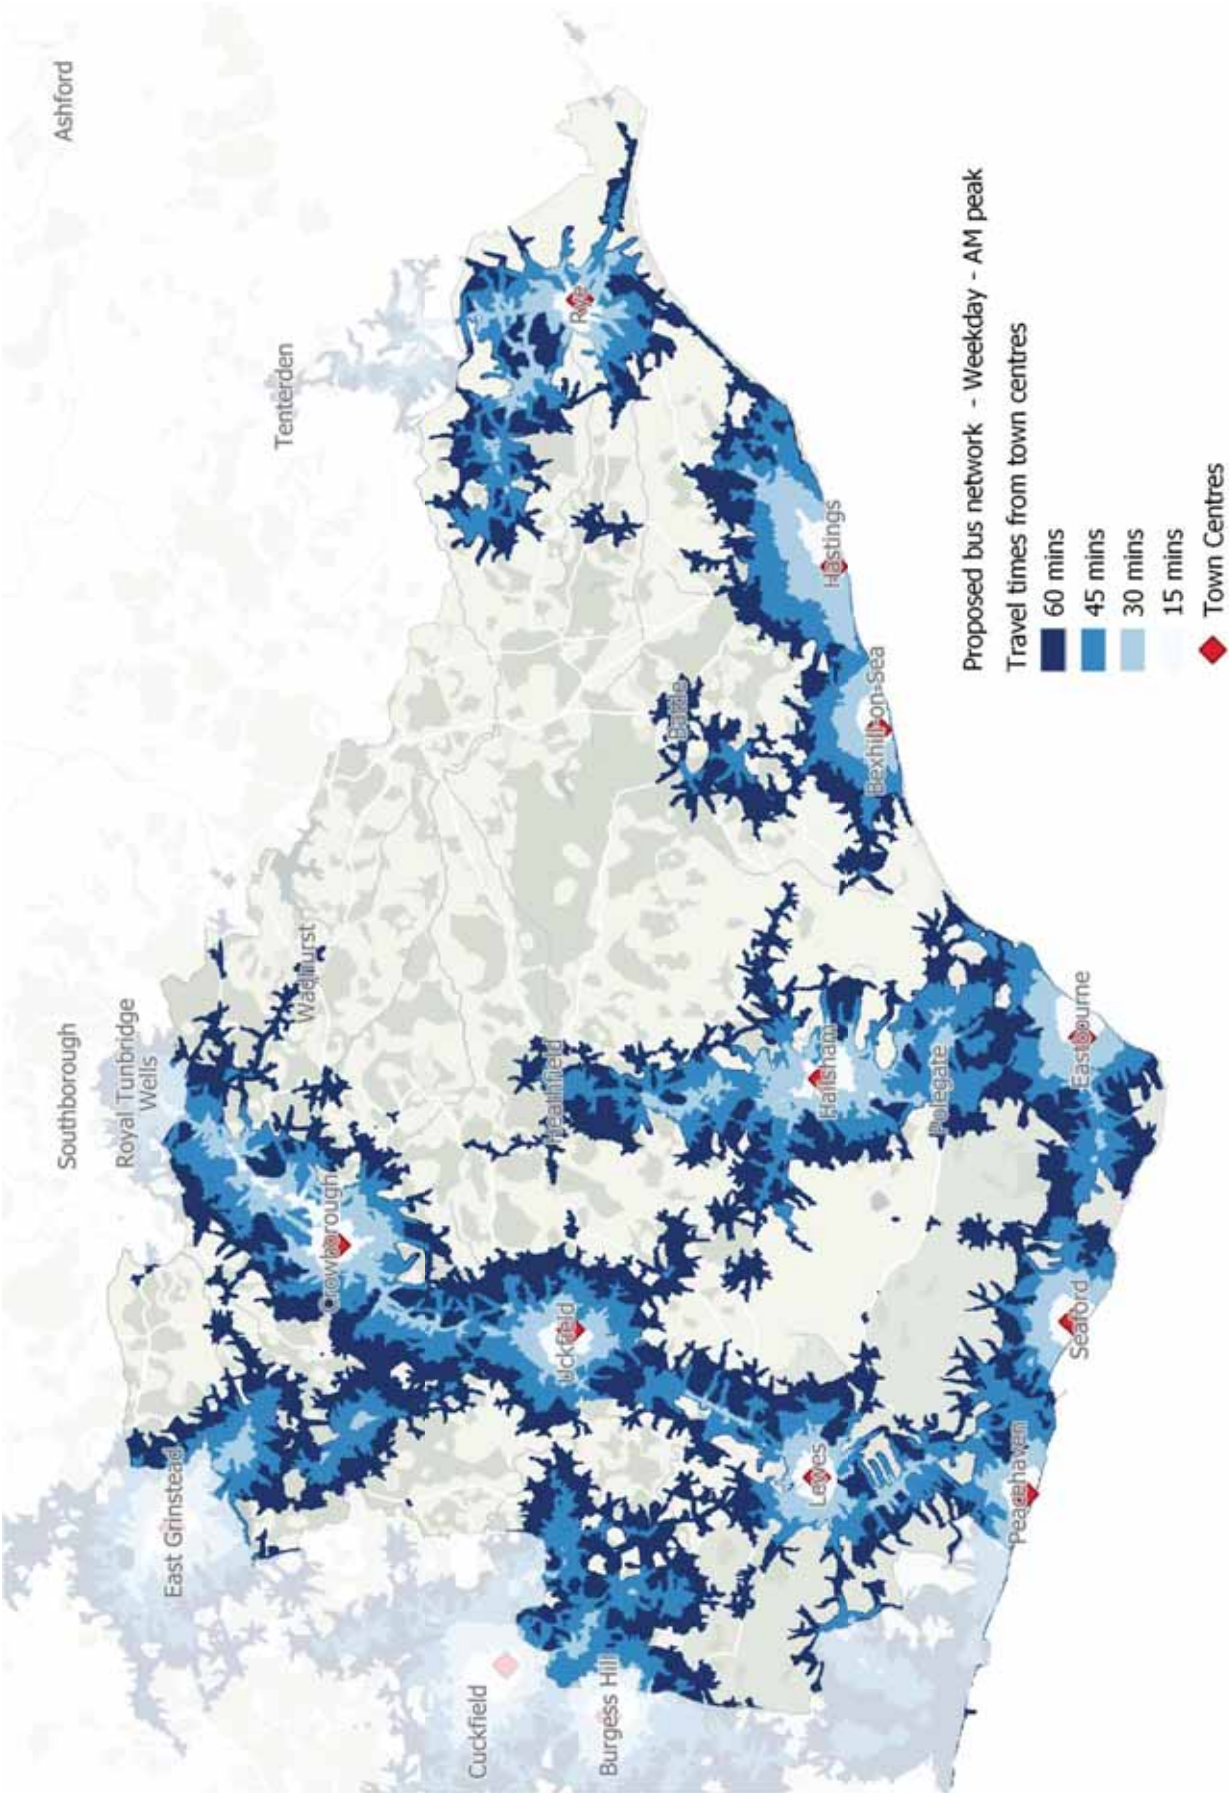 Ashford
Tenterden
Southborough
Royal Tunbridge
Wells
Wadhurst
Rye
East Grinstead
Crowborough
Heathfield
Battle
Hastings
Cuckfield
Uckfield
Bexhill-on-Sea
Burgess Hill
Hailsham
Lewes
Polegate
Peacehaven
Seaford
Eastbourne
Proposed bus network - Weekday - AM peak
Travel times from town centres
60 mins
45 mins
30 mins
15 mins
Town Centres